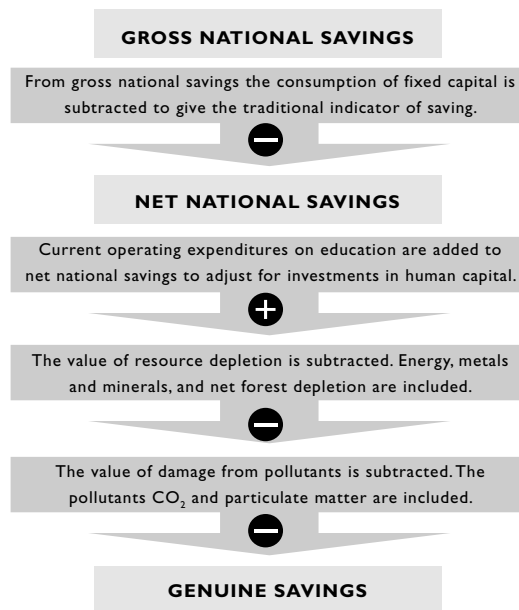 GROSS NATIONAL SAVINGS
From gross national savings the consumption of fixed capital is
subtracted to give the traditional indicator of saving.
NET NATIONAL SAVINGS
Current operating expenditures on education are added to
net national savings to adjust for investments in human capital.
The value of resource depletion is subtracted. Energy, metals
and minerals, and net forest depletion are included.
The value of damage from pollutants is subtracted. The
pollutants CO₂ and particulate matter are included.
GENUINE SAVINGS